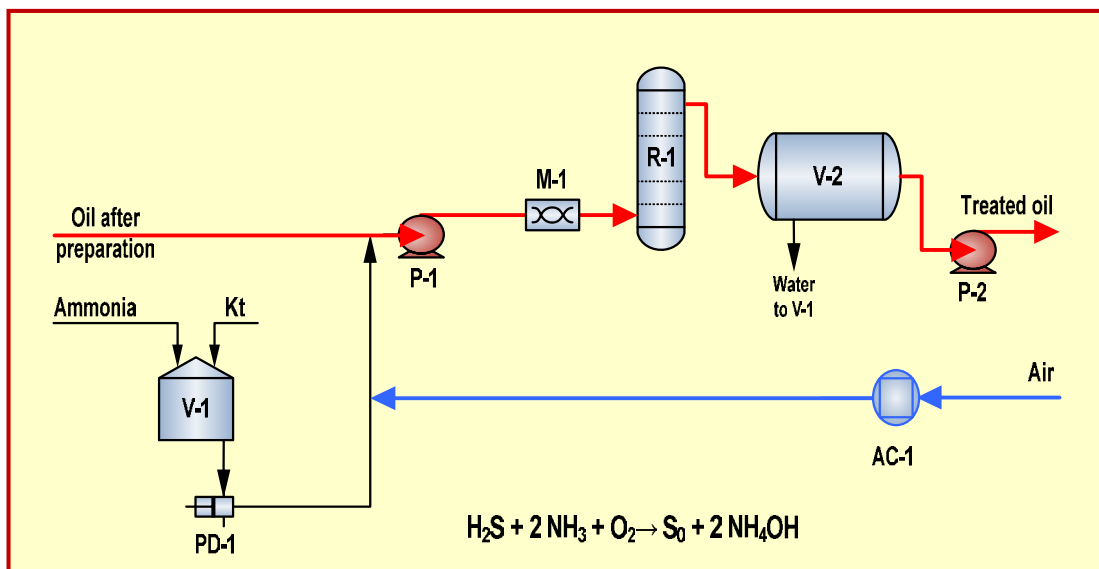 R-1
M-1
V-2
Oil after
preparation
Treated oil
P-1
Water
to V-1
P-2
Ammonia
Kt
V-1
Air
AC-1
PD-1
H₂S + 2 NH₃ + O₂→ S₀ + 2 NH₄OH